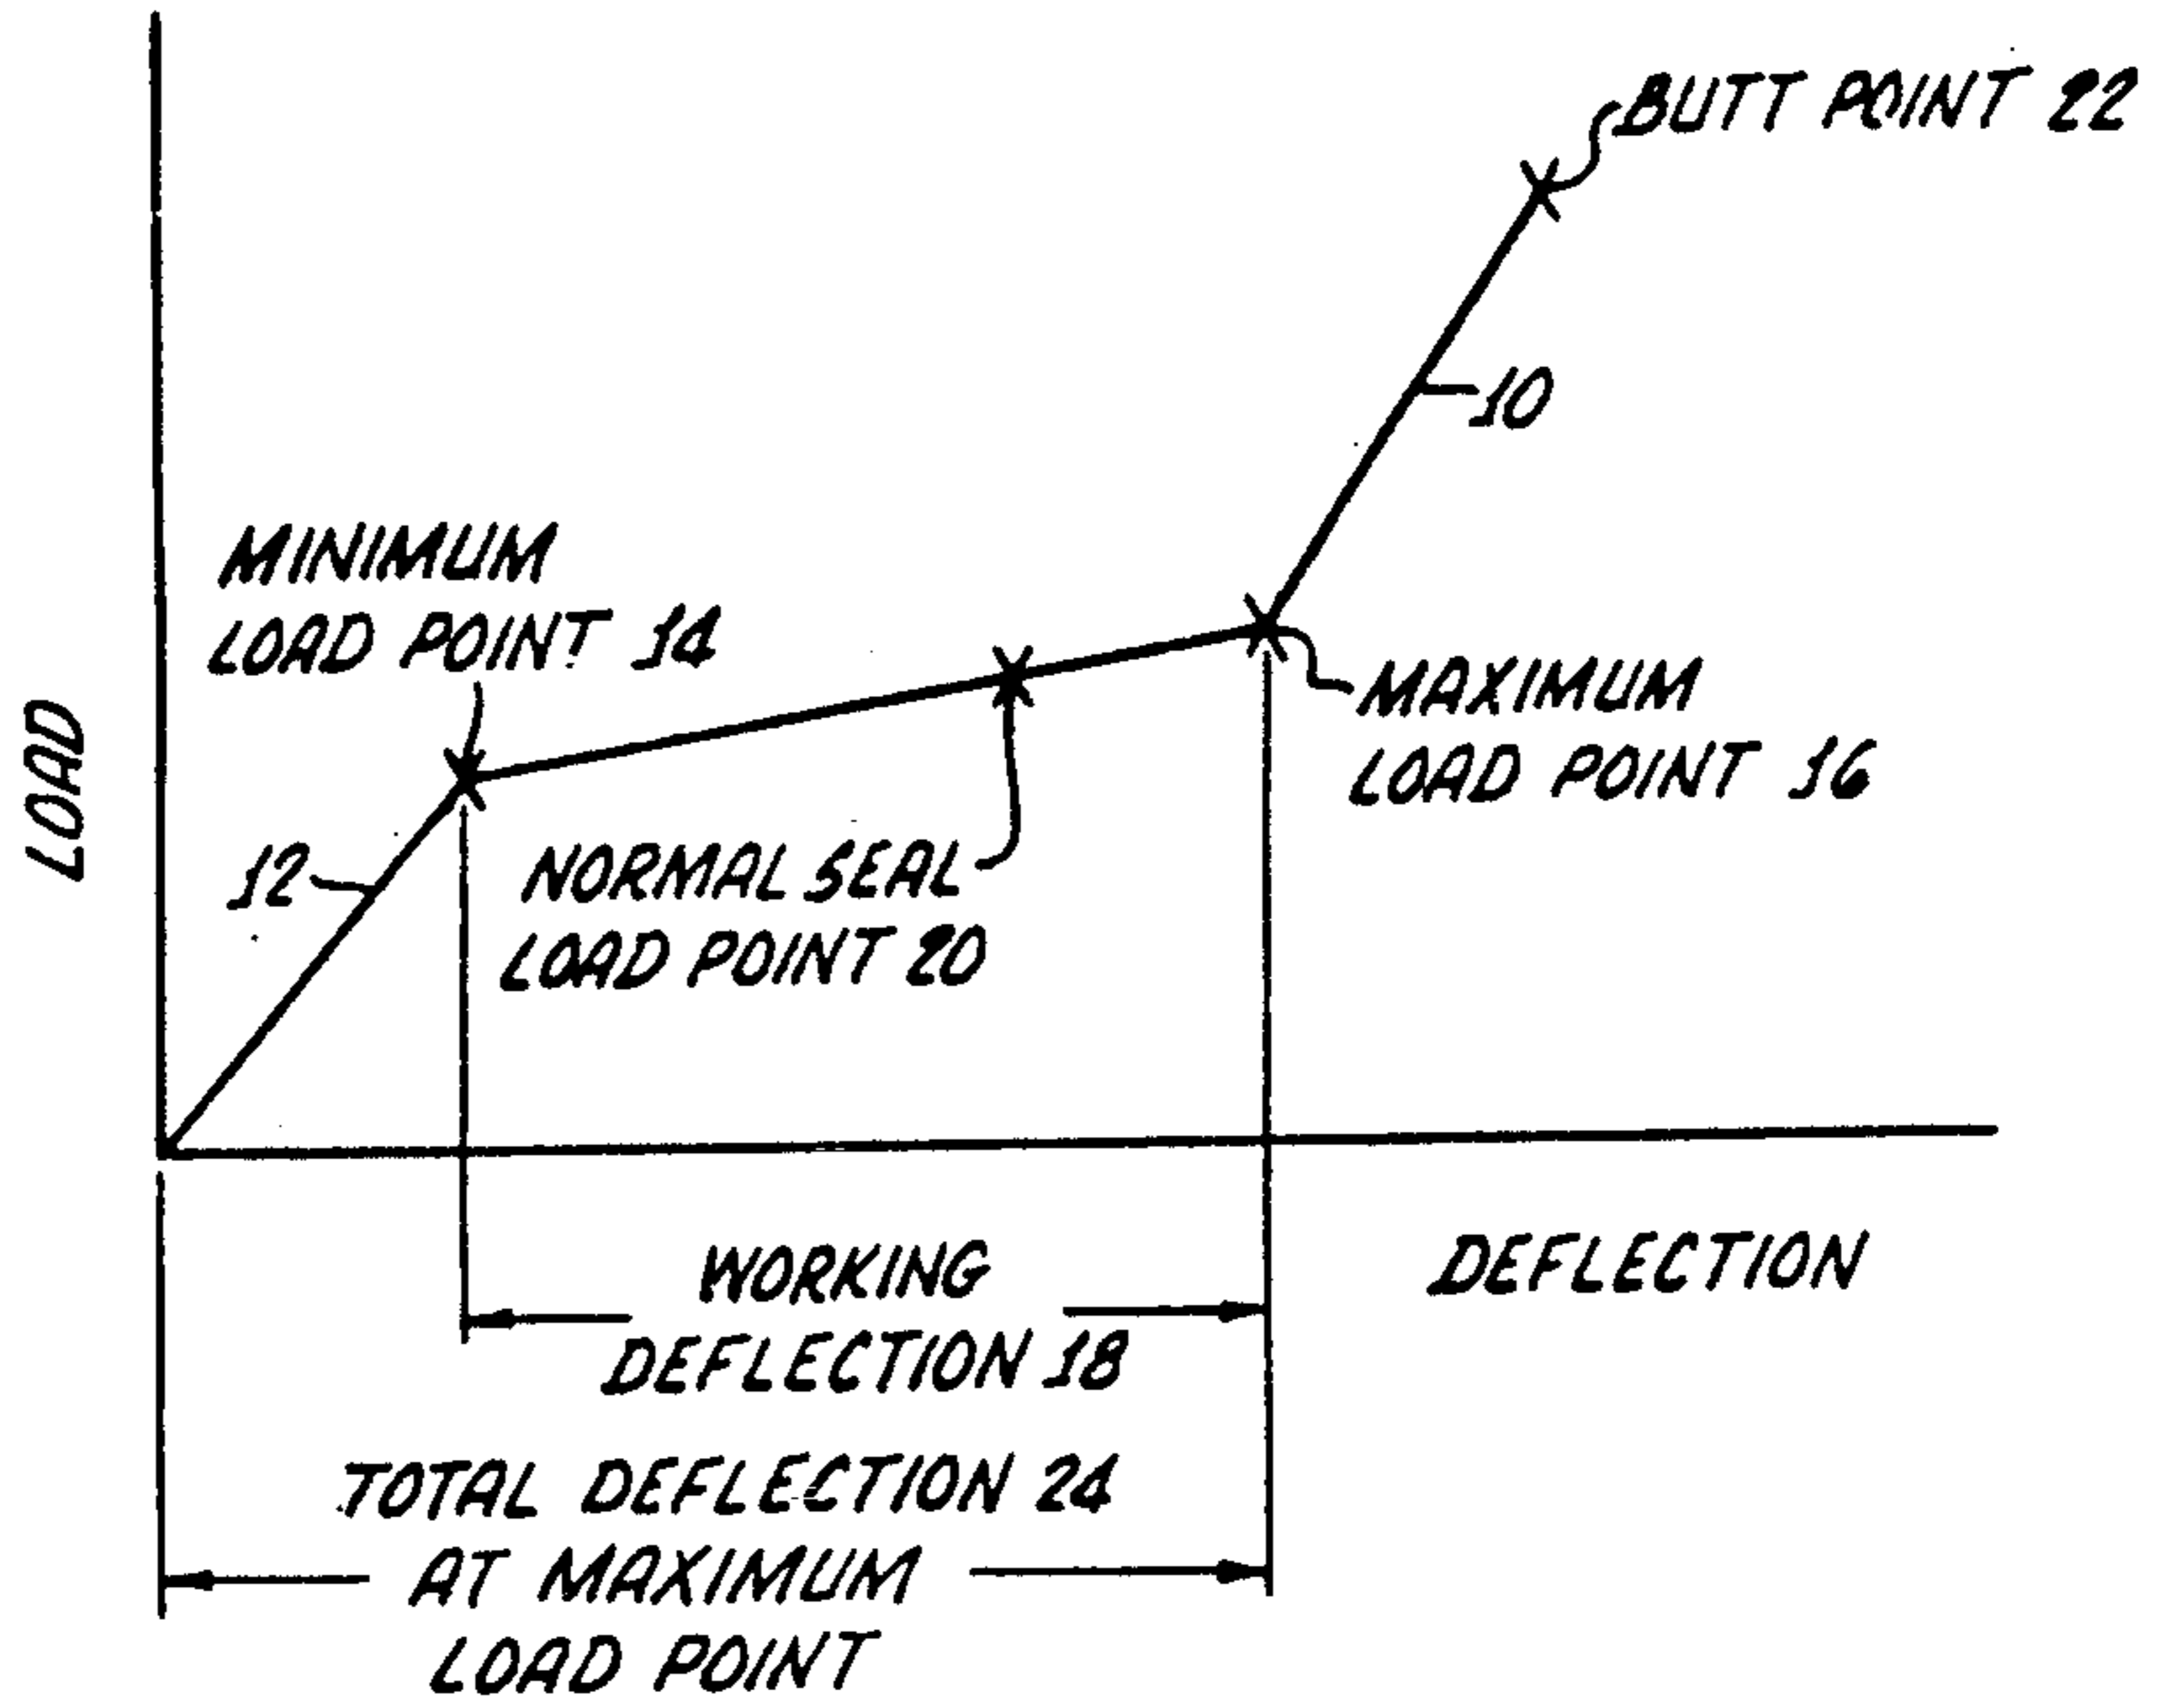 BUTT POINT 22
10
MINIMUM
LOAD POINT 14
MAXIMUM
LOAD POINT 16
LOAD
12
NORMAL SEAL
LOAD POINT 20
DEFLECTION
WORKING
DEFLECTION 18
TOTAL DEFLECTION 24
AT MAXIMUM
LOAD POINT